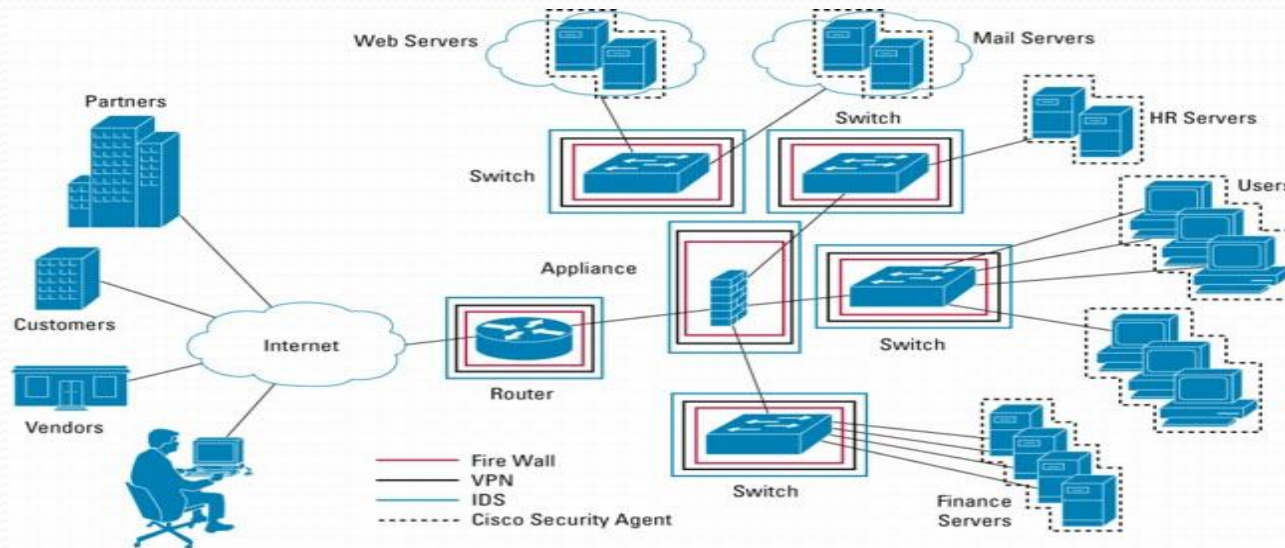 Web Servers
Mail Servers
Partners
Switch
HR Servers
Switch
Users
Appliance
Customers
Internet
Switch
Router
Vendors
Fire Wall
VPN
IDS
Cisco Security Agent
Switch
Finance
Servers